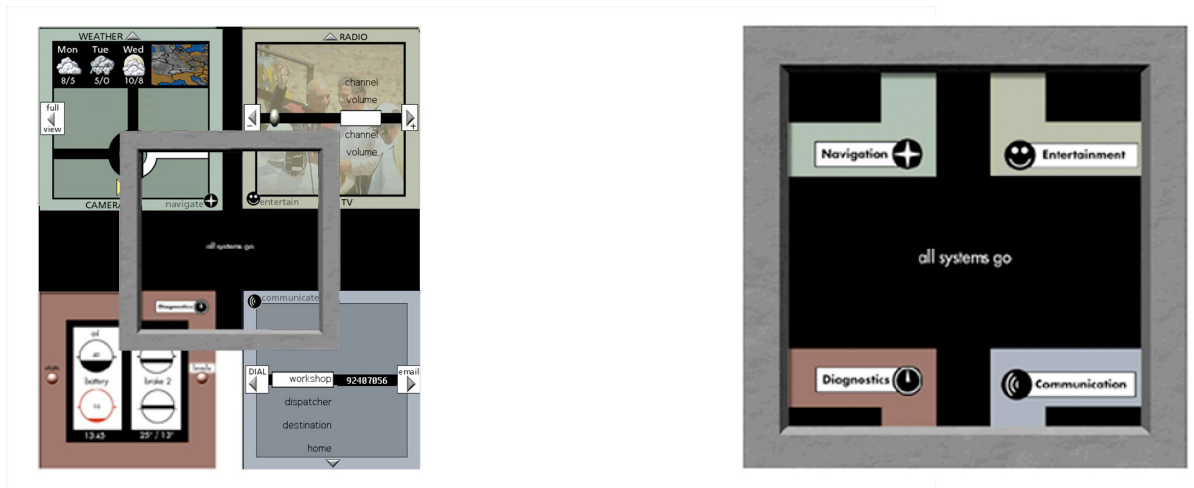 WEATHER
Mon Tue Wed
8/5 5/0 10/8
full
view
CAMERA
navigate
RADIO
channel
volume
- +
channel
volume
entertain TV
all systems go
Diagnostics
oil
60
battery brake 2
levels
13:45 25° / 13°
communicate
DIAL email
workshop 92407056
dispatcher
destination
home
Navigation Entertainment
all systems go
Diagnostics Communication